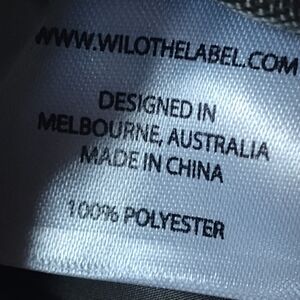 WWW.WILOTHELABEL.COM
DESIGNED IN
MELBOURNE, AUSTRALIA
MADE IN CHINA
100% POLYESTER